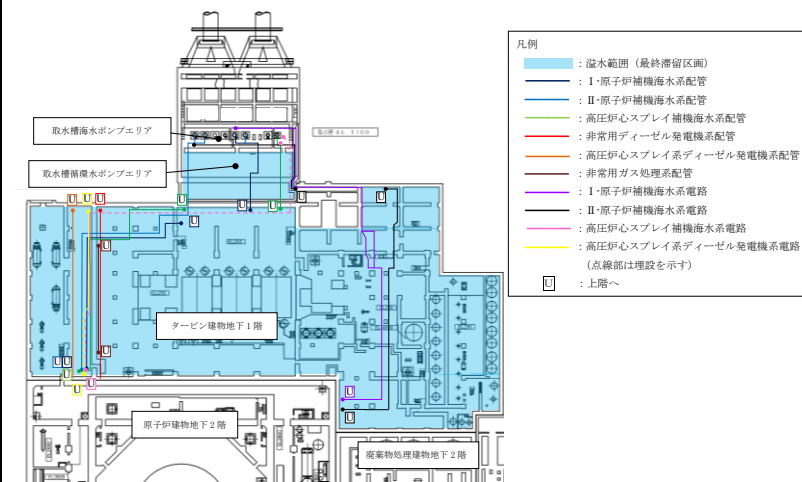 凡例
：溢水範囲（最終滞留区画）
：Ⅰ-原子炉補機海水系配管
：Ⅱ-原子炉補機海水系配管
：高圧炉心スプレイ補機海水系配管
：非常用ディーゼル発電機系配管
：高圧炉心スプレイ系ディーゼル発電機系配管
：非常用ガス処理系配管
：Ⅰ-原子炉補機海水系電路
：Ⅱ-原子炉補機海水系電路
：高圧炉心スプレイ補機海水系電路
：高圧炉心スプレイ系ディーゼル発電機系電路
（点線部は埋設を示す）
U ：上階へ
取水槽海水ポンプエリア
取水槽循環水ポンプエリア
U U U U U U U U
U
U
タービン建物地下1階
U
U U
U U
U
U
U
原子炉建物地下2階
廃棄物処理建物地下2階